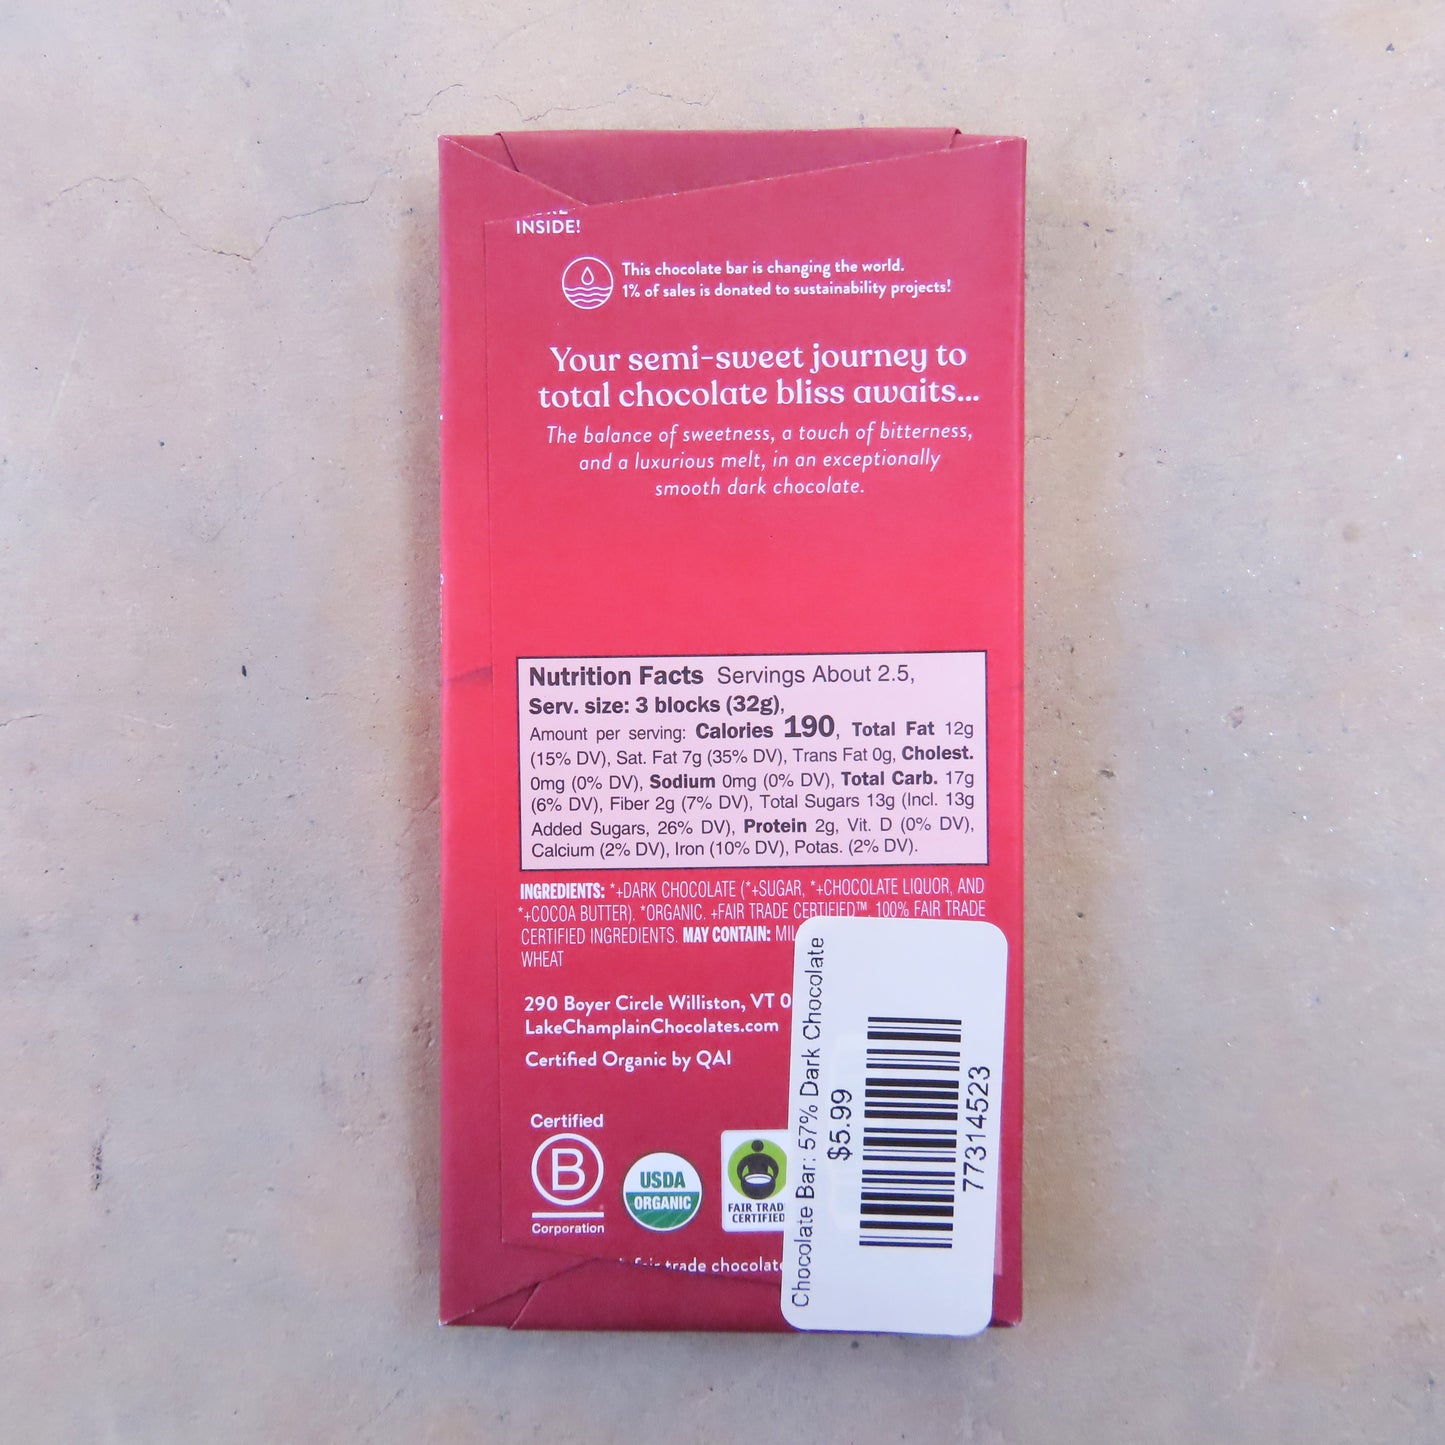 INSIDE!
This chocolate bar is changing the world.
1% of sales is donated to sustainability projects!
Your semi-sweet journey to
total chocolate bliss awaits...
The balance of sweetness, a touch of bitterness,
and a luxurious melt, in an exceptionally
smooth dark chocolate.
Nutrition Facts Servings About 2.5,
Serv. size: 3 blocks (32g),
Amount per serving: Calories 190, Total Fat 12g
(15% DV), Sat. Fat 7g (35% DV), Trans Fat 0g, Cholest.
0mg (0% DV), Sodium 0mg (0% DV), Total Carb. 17g
(6% DV), Fiber 2g (7% DV), Total Sugars 13g (Incl. 13g
Added Sugars, 26% DV), Protein 2g, Vit. D (0% DV),
Calcium (2% DV), Iron (10% DV), Potas. (2% DV).
INGREDIENTS: *+DARK CHOCOLATE (*+SUGAR, *+CHOCOLATE LIQUOR, AND
*+COCOA BUTTER). *ORGANIC. +FAIR TRADE CERTIFIED™. 100% FAIR TRADE
CERTIFIED INGREDIENTS. MAY CONTAIN:
WHEAT
290 Boyer Circle Williston, VT
LakeChamplainChocolates.com
Certified Organic by QAI
Certified
B
Corporation
USDA
ORGANIC
FAIR TRAD
CERTIFIED
fair trade chocolate
Chocolate Bar: 57% Dark Chocolate
$5.99
77314523